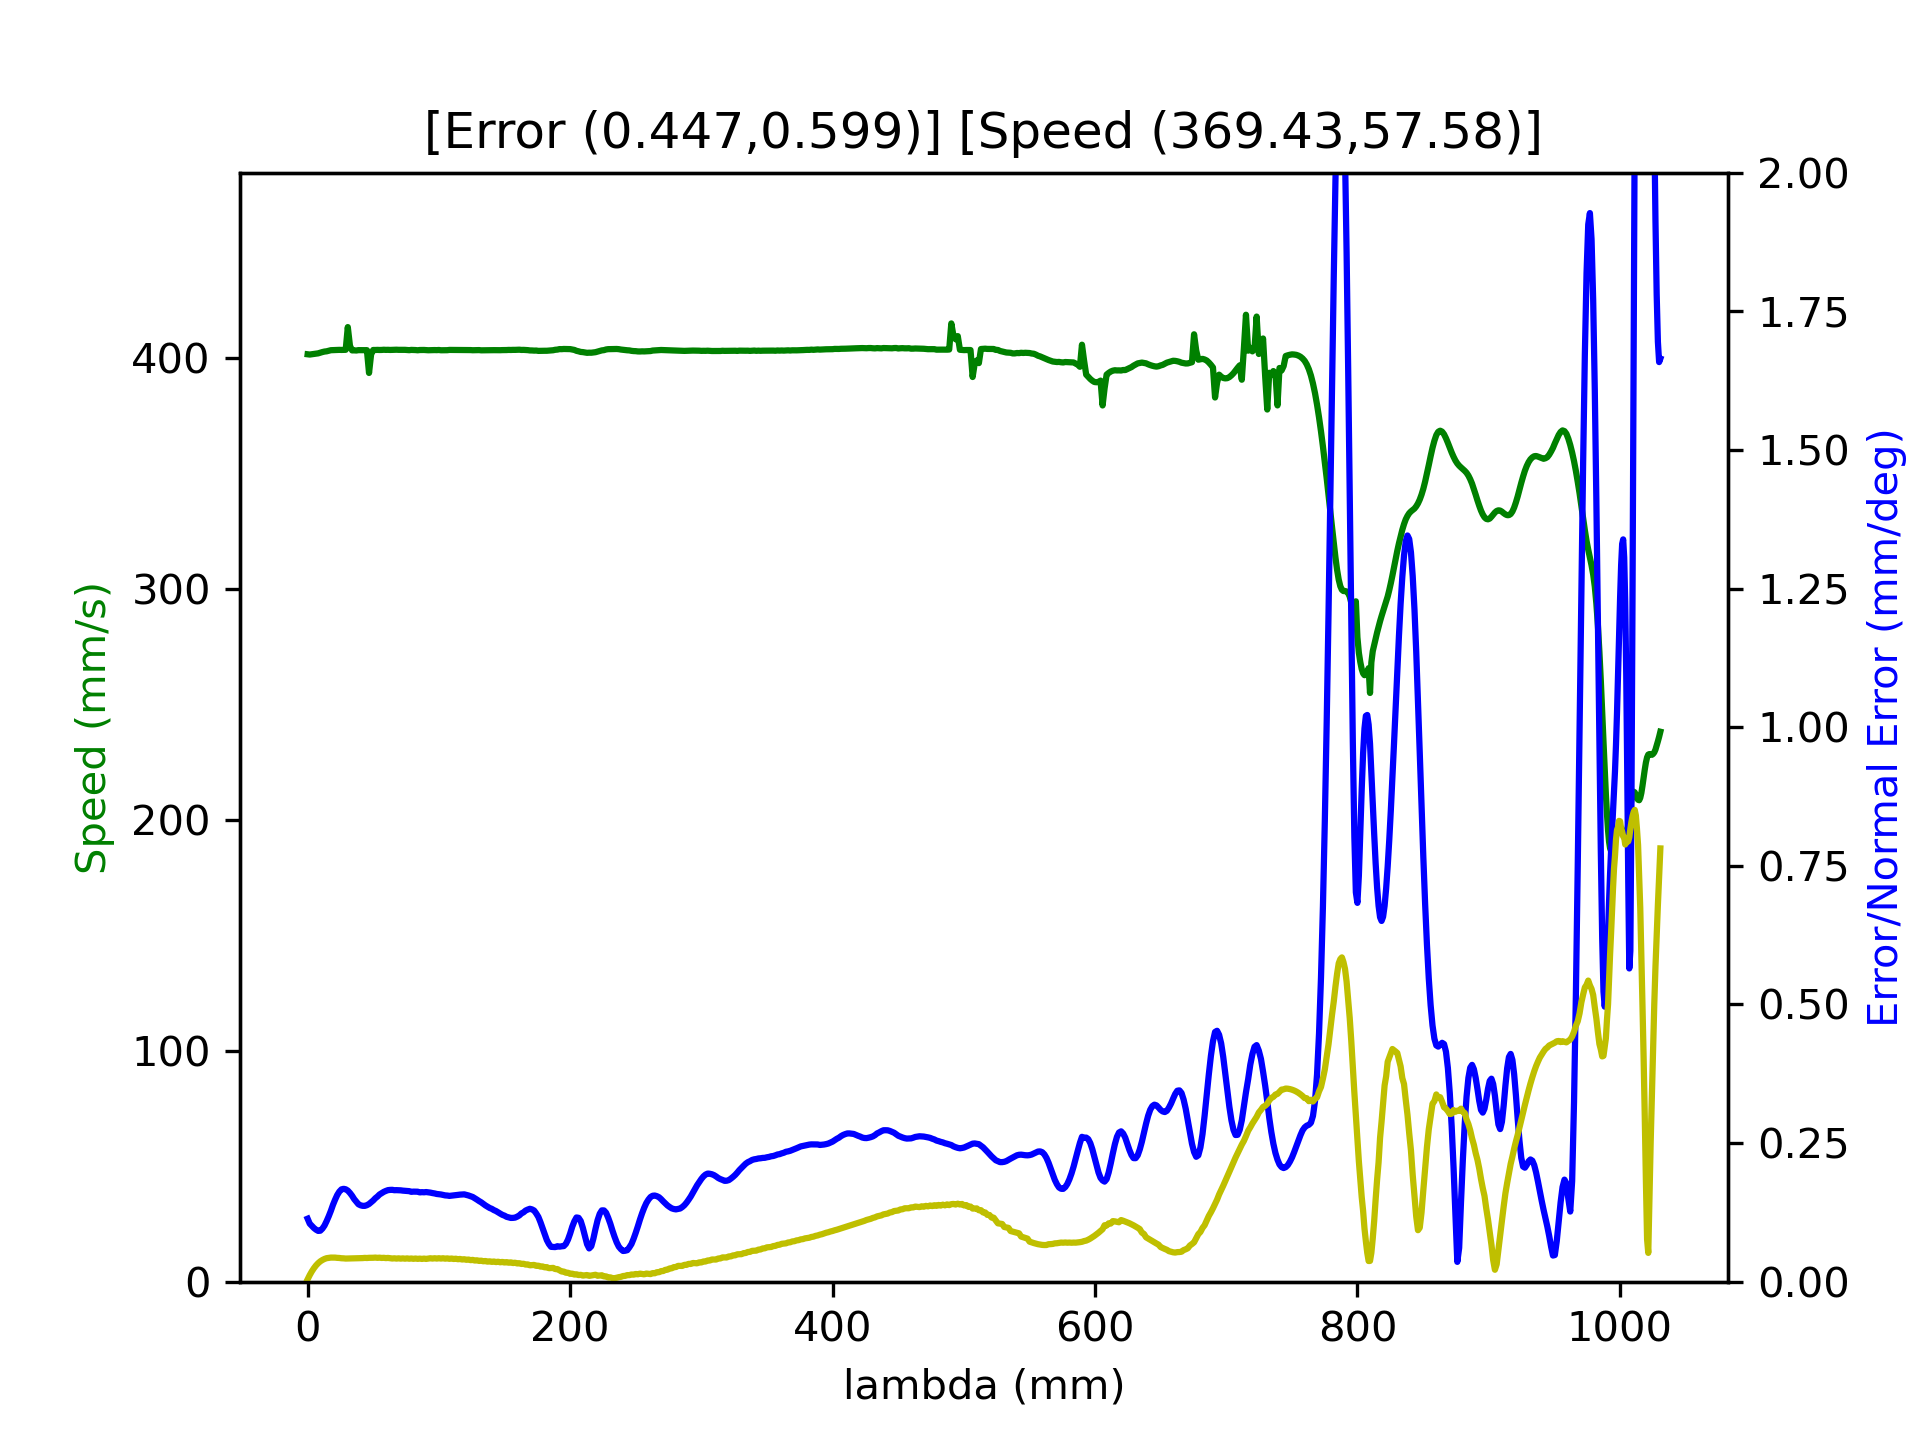 [Error (0.447,0.599)] [Speed (369.43,57.58)]
Speed (mm/s)
400
300
200
100
0
2.00
1.75
1.50
1.25
1.00
0.75
0.50
0.25
0.00
Error/Normal Error (mm/deg)
0 200 400 600 800 1000
lambda (mm)